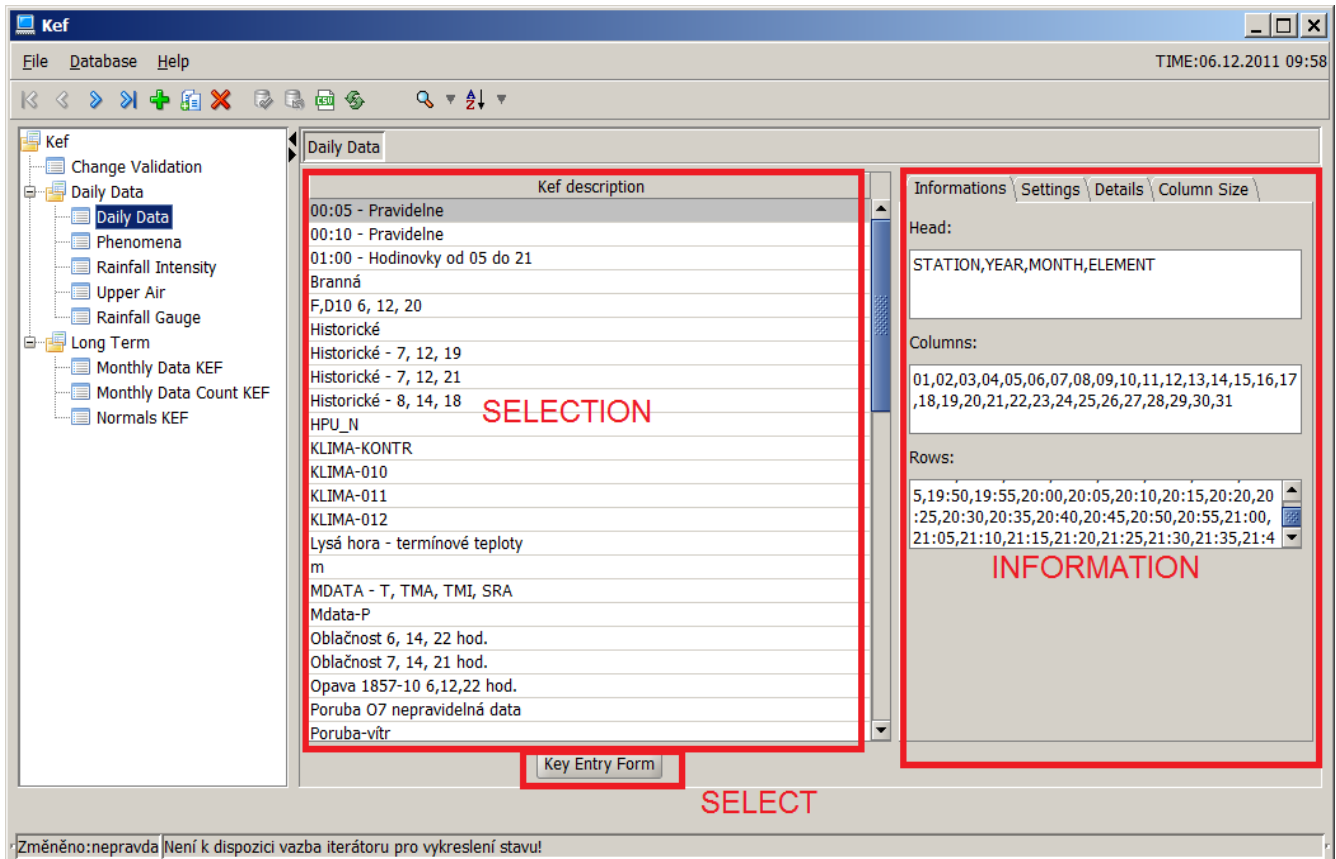 Kef
File Database Help
TIME:06.12.2011 09:58
CSV
A
Z
Kef
Change Validation
Daily Data
Daily Data
Phenomena
Rainfall Intensity
Upper Air
Rainfall Gauge
Long Term
Monthly Data KEF
Monthly Data Count KEF
Normals KEF
Daily Data
Kef description
00:05 - Pravidelne
00:10 - Pravidelne
01:00 - Hodinovky od 05 do 21
Branná
F,D10 6, 12, 20
Historické
Historické - 7, 12, 19
Historické - 7, 12, 21
Historické - 8, 14, 18
HPU_N
KLIMA-KONTR
KLIMA-010
KLIMA-011
KLIMA-012
Lysá hora - termínové teploty
m
MDATA - T, TMA, TMI, SRA
Mdata-P
Oblačnost 6, 14, 22 hod.
Oblačnost 7, 14, 21 hod.
Opava 1857-10 6,12,22 hod.
Poruba O7 nepravidelná data
Poruba-vítr
SELECTION
Key Entry Form
SELECT
Informations Settings Details Column Size
Head:
STATION,YEAR,MONTH,ELEMENT
Columns:
01,02,03,04,05,06,07,08,09,10,11,12,13,14,15,16,17
,18,19,20,21,22,23,24,25,26,27,28,29,30,31
Rows:
5,19:50,19:55,20:00,20:05,20:10,20:15,20:20,20
:25,20:30,20:35,20:40,20:45,20:50,20:55,21:00,
21:05,21:10,21:15,21:20,21:25,21:30,21:35,21:4
INFORMATION
Změněno:nepravda Není k dispozici vazba iterátoru pro vykreslení stavu!